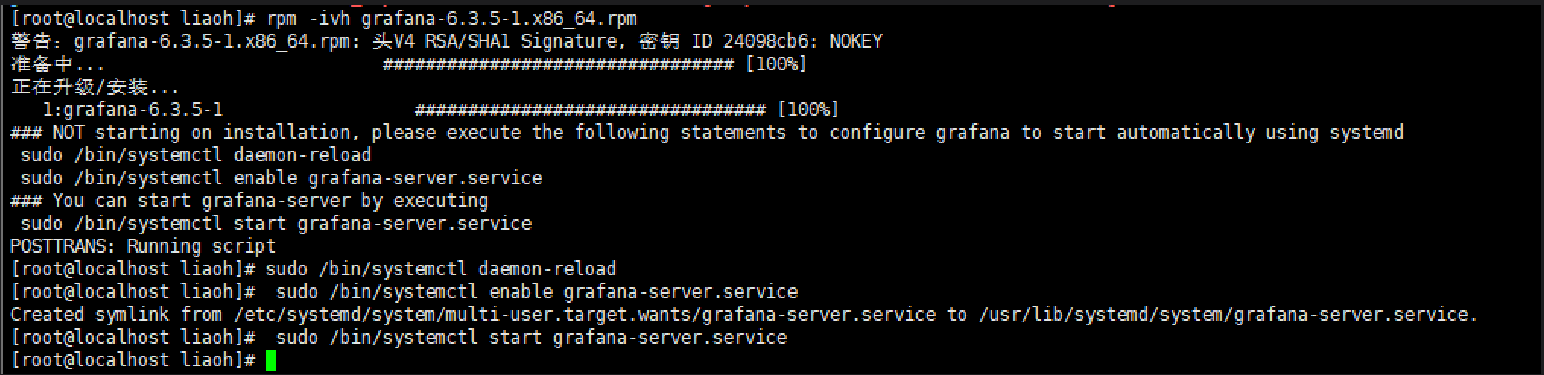 [root@localhost liaoh]# rpm -ivh grafana-6.3.5-1.x86_64.rpm
警告：grafana-6.3.5-1.x86_64.rpm: 头V4 RSA/SHA1 Signature, 密钥 ID 24098cb6: NOKEY
准备中... ################################# [100%]
正在升级/安装...
1:grafana-6.3.5-1 ################################# [100%]
### NOT starting on installation, please execute the following statements to configure grafana to start automatically using systemd
sudo /bin/systemctl daemon-reload
sudo /bin/systemctl enable grafana-server.service
### You can start grafana-server by executing
sudo /bin/systemctl start grafana-server.service
POSTTRANS: Running script
[root@localhost liaoh]# sudo /bin/systemctl daemon-reload
[root@localhost liaoh]#  sudo /bin/systemctl enable grafana-server.service
Created symlink from /etc/systemd/system/multi-user.target.wants/grafana-server.service to /usr/lib/systemd/system/grafana-server.service.
[root@localhost liaoh]#  sudo /bin/systemctl start grafana-server.service
[root@localhost liaoh]#